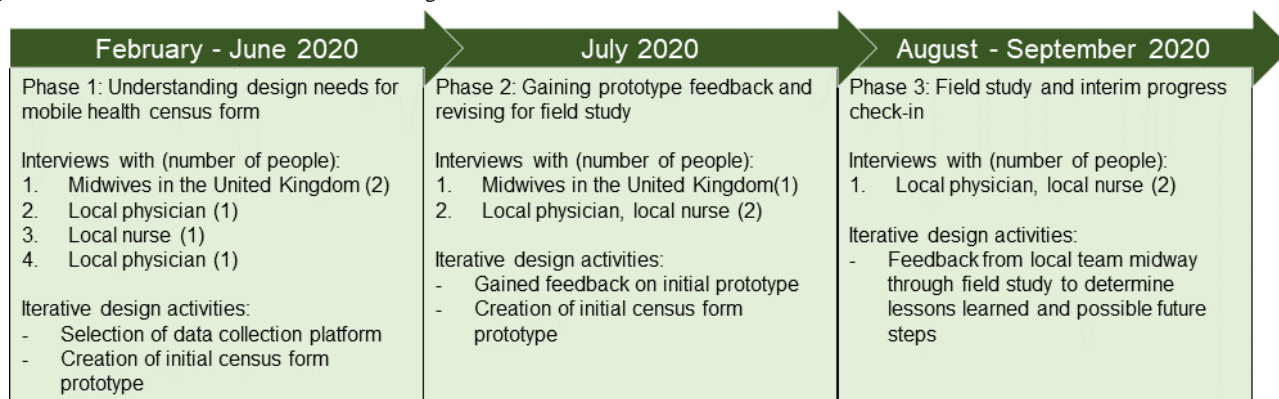 February - June 2020
July 2020
August - September 2020
Phase 1: Understanding design needs for
mobile health census form
Interviews with (number of people):
1. Midwives in the United Kingdom (2)
2. Local physician (1)
3. Local nurse (1)
4. Local physician (1)
Iterative design activities:
- Selection of data collection platform
- Creation of initial census form
prototype
Phase 2: Gaining prototype feedback and
revising for field study
Interviews with (number of people):
1. Midwives in the United Kingdom(1)
2. Local physician, local nurse (2)
Iterative design activities:
- Gained feedback on initial prototype
- Creation of initial census form
prototype
Phase 3: Field study and interim progress
check-in
Interviews with (number of people):
1. Local physician, local nurse (2)
Iterative design activities:
- Feedback from local team midway
through field study to determine
lessons learned and possible future
steps